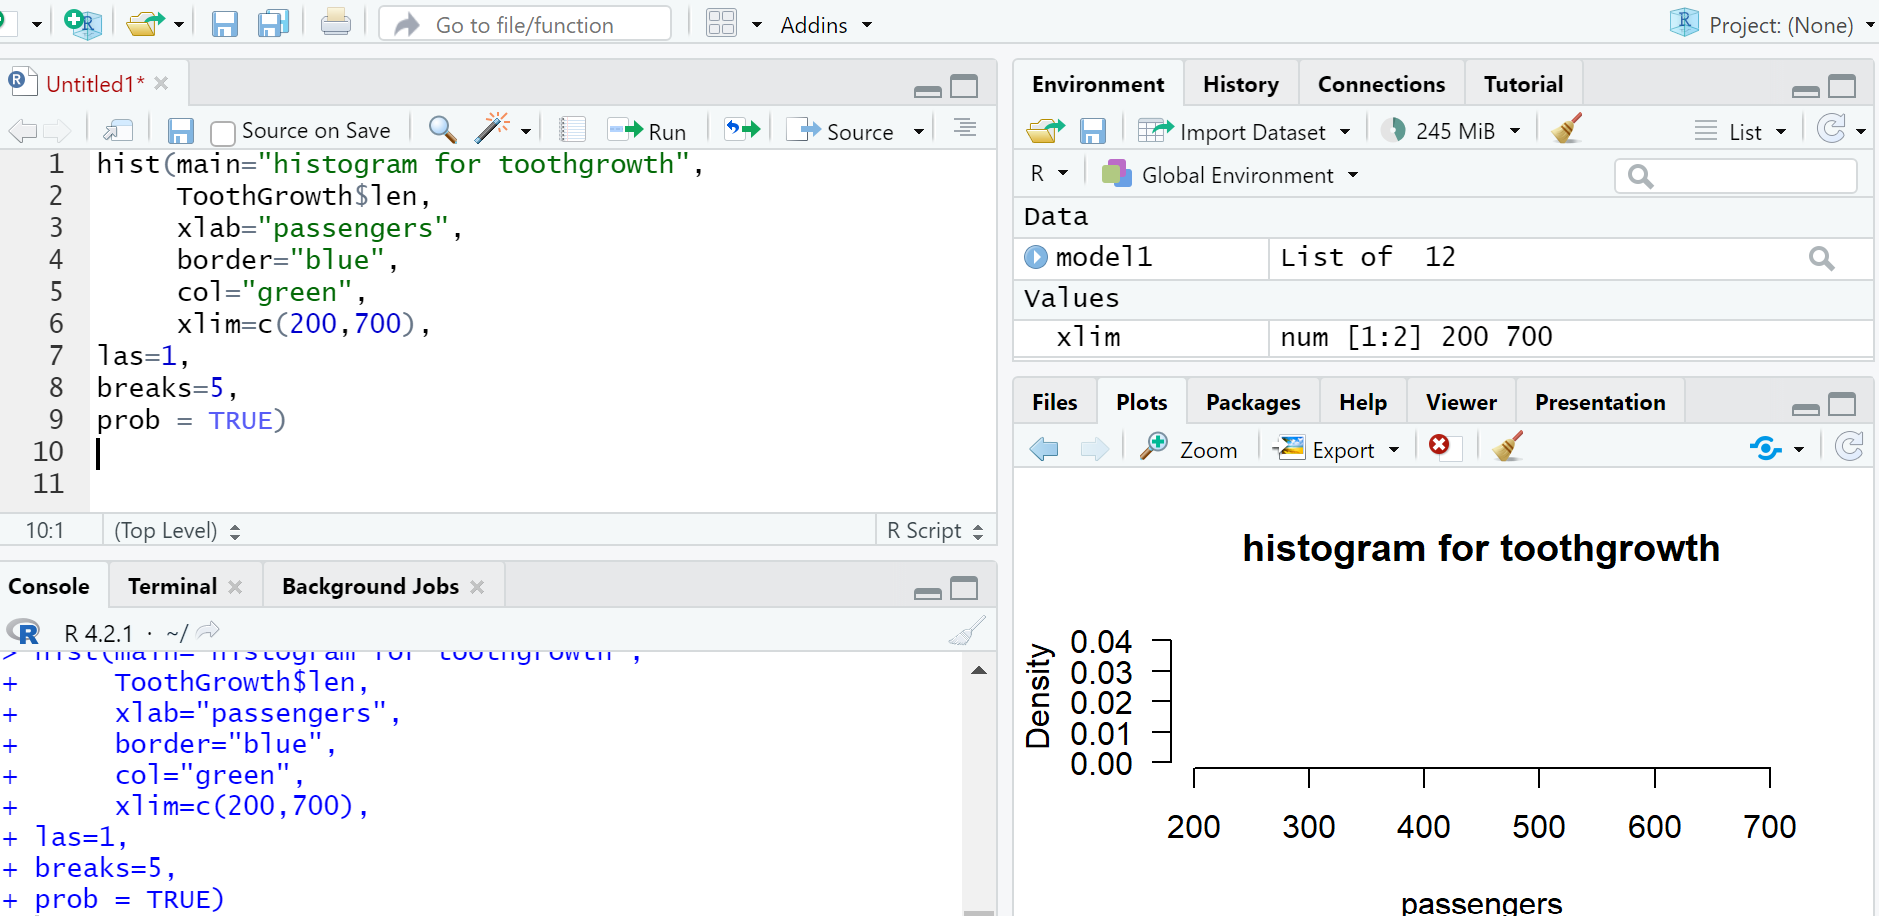 Go to file/function
Addins
Project: (None)
Untitled1*
Source on Save
Run
Source
1 hist(main="histogram for toothgrowth",
2 ToothGrowth$len,
3 xlab="passengers",
4 border="blue",
5 col="green",
6 xlim=c(200,700),
7 las=1,
8 breaks=5,
9 prob = TRUE)
10
11
10:1 (Top Level) R Script
Console Terminal Background Jobs
R 4.2.1 · ~/
> hist(main="histogram for toothgrowth",
+ ToothGrowth$len,
+ xlab="passengers",
+ border="blue",
+ col="green",
+ xlim=c(200,700),
+ las=1,
+ breaks=5,
+ prob = TRUE)
Environment History Connections Tutorial
Import Dataset 245 MiB List
R Global Environment
Data
model1 List of 12
Values
xlim num [1:2] 200 700
Files Plots Packages Help Viewer Presentation
Zoom Export
histogram for toothgrowth
Density
0.04
0.03
0.02
0.01
0.00
200 300 400 500 600 700
passengers